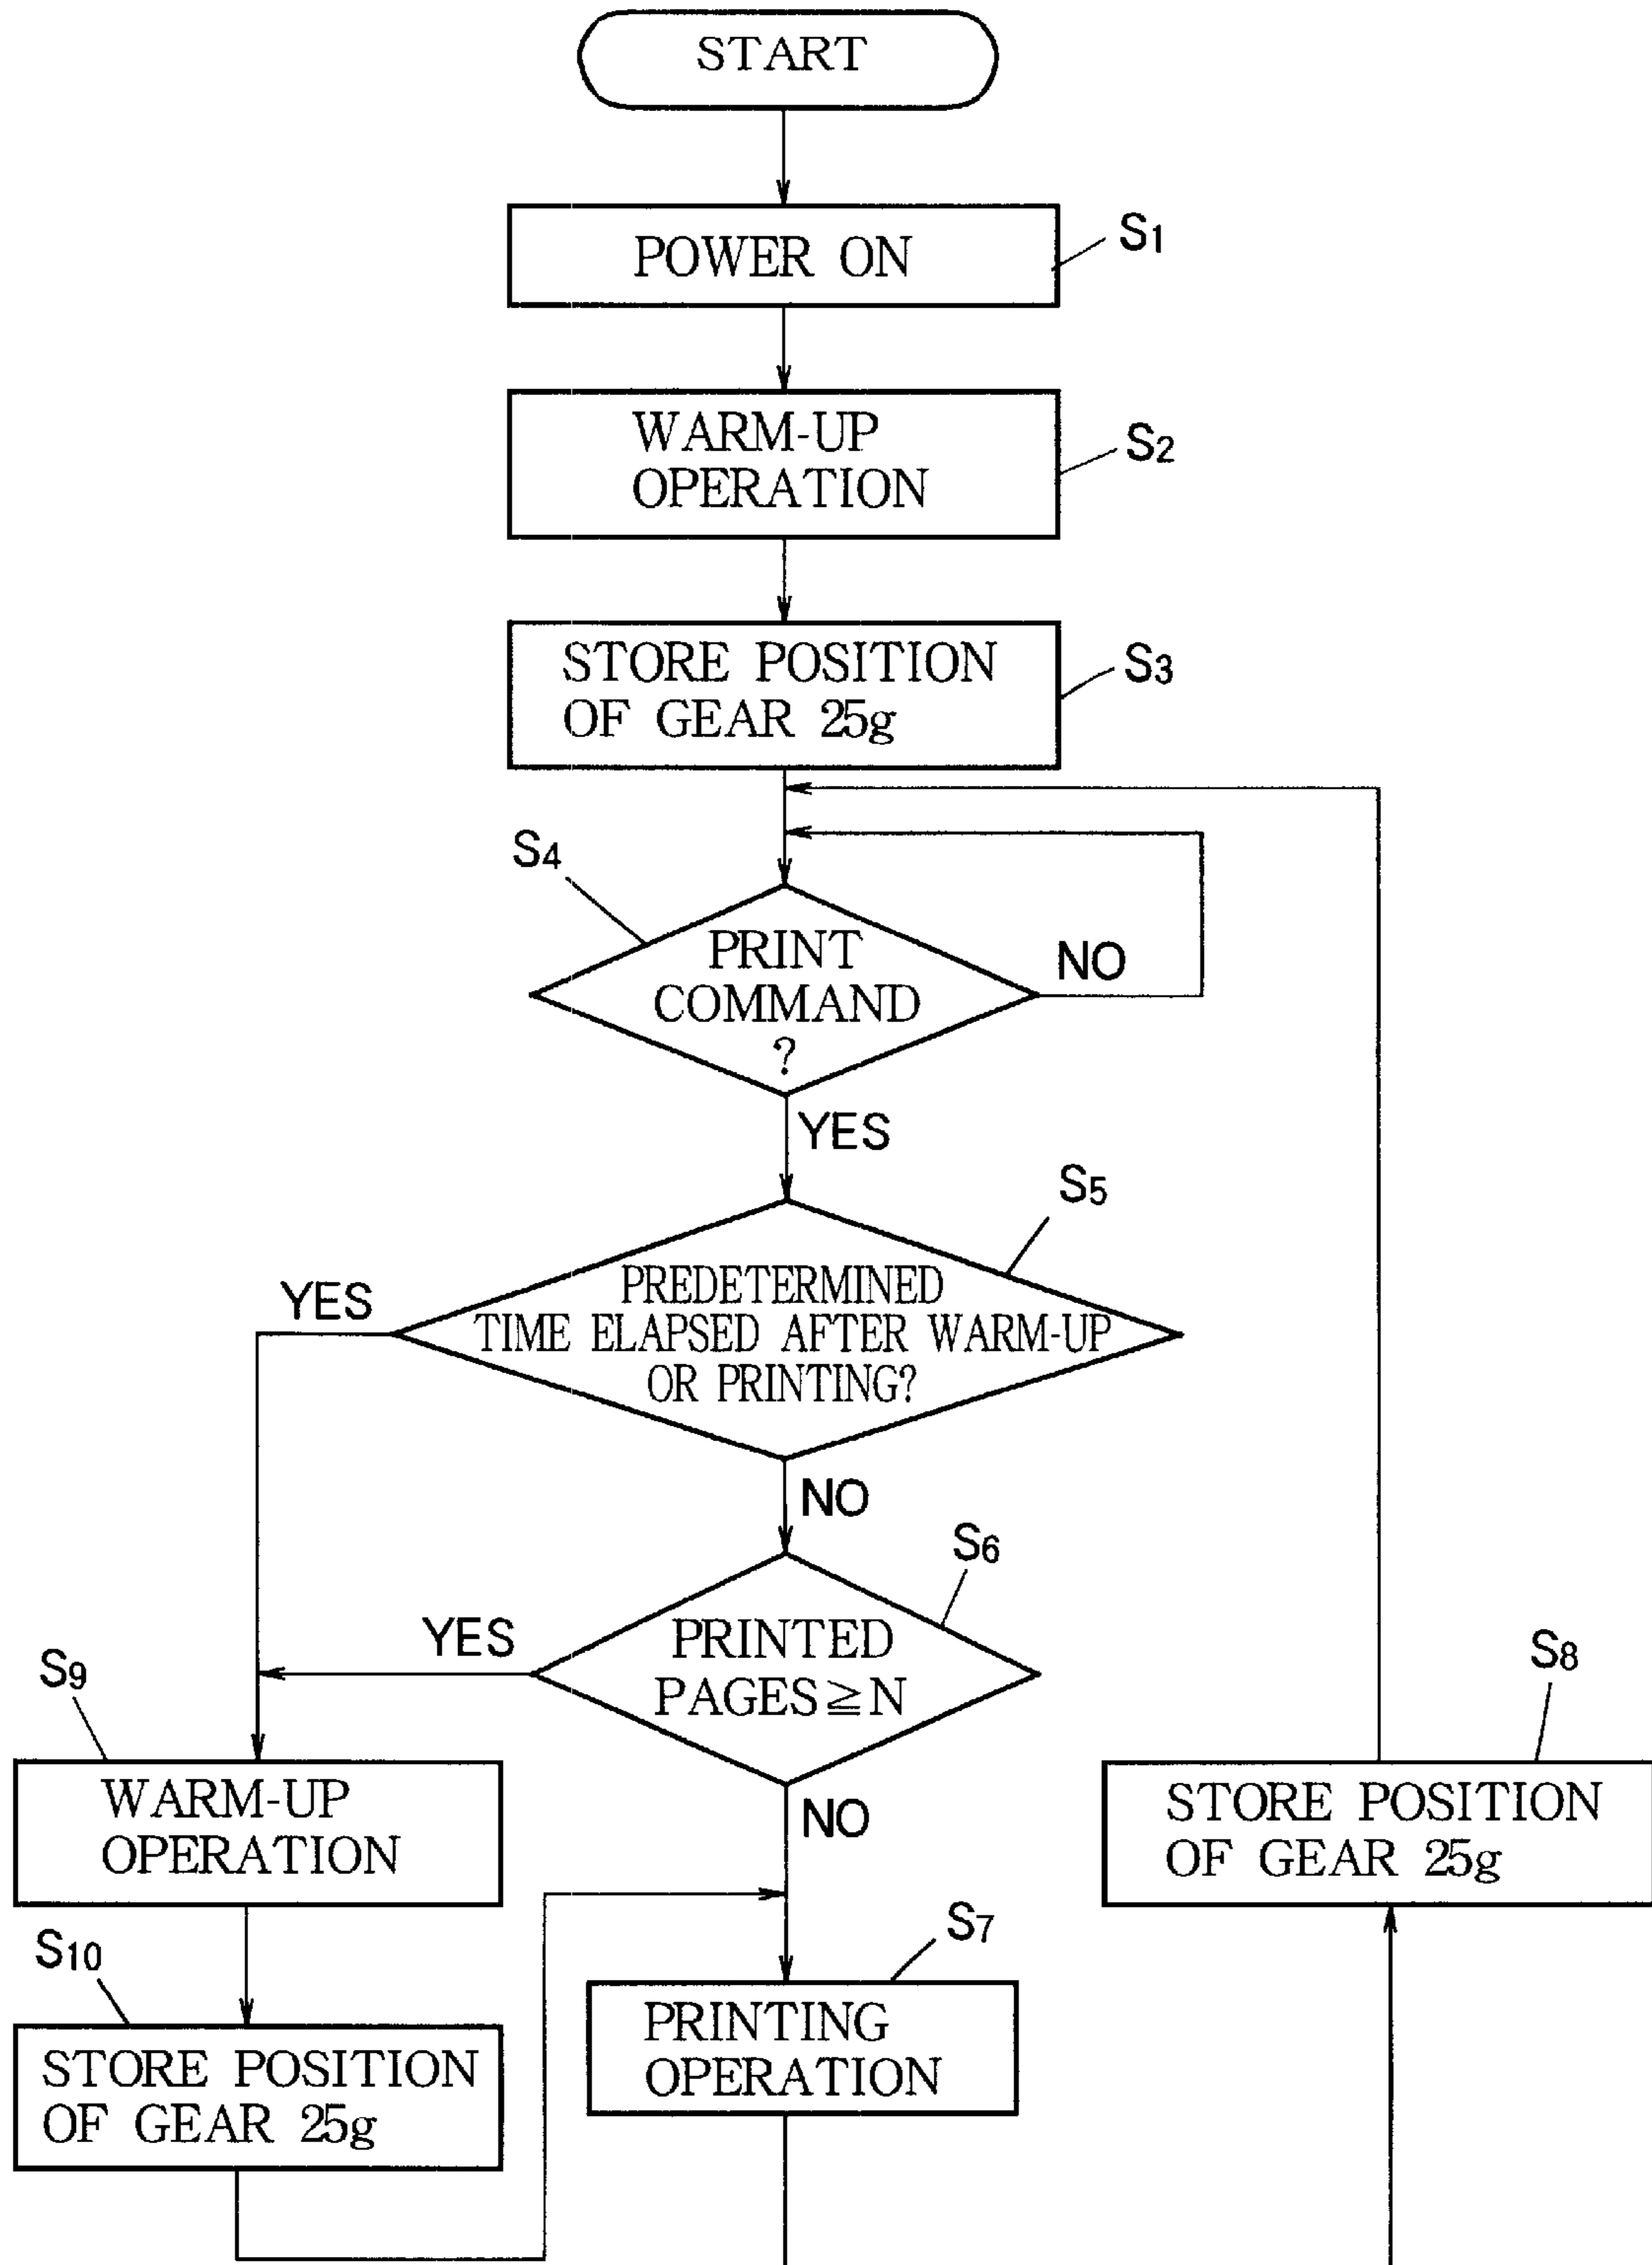 START
POWER ON
S1
WARM-UP
OPERATION
S2
STORE POSITION
OF GEAR 25g
S3
S4
PRINT
COMMAND
?
NO
YES
S5
PREDETERMINED
TIME ELAPSED AFTER WARM-UP
OR PRINTING?
YES
NO
S6
PRINTED
PAGES≧N
YES
NO
S9
WARM-UP
OPERATION
S8
STORE POSITION
OF GEAR 25g
S10
STORE POSITION
OF GEAR 25g
S7
PRINTING
OPERATION